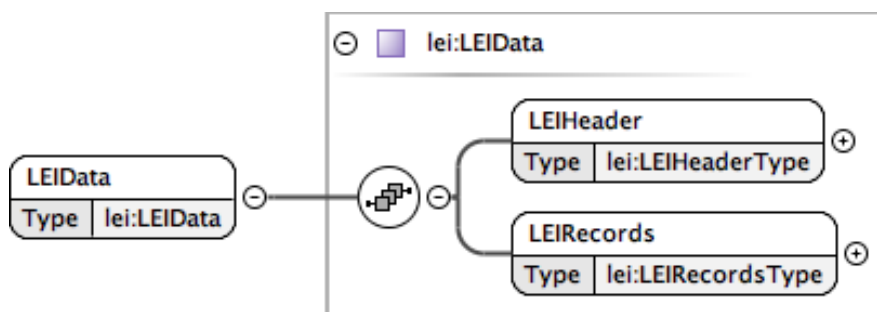 lei:LEIData
LEIHeader
Type lei:LEIHeaderType
LEIData
Type lei:LEIData
LEIRecords
Type lei:LEIRecordsType